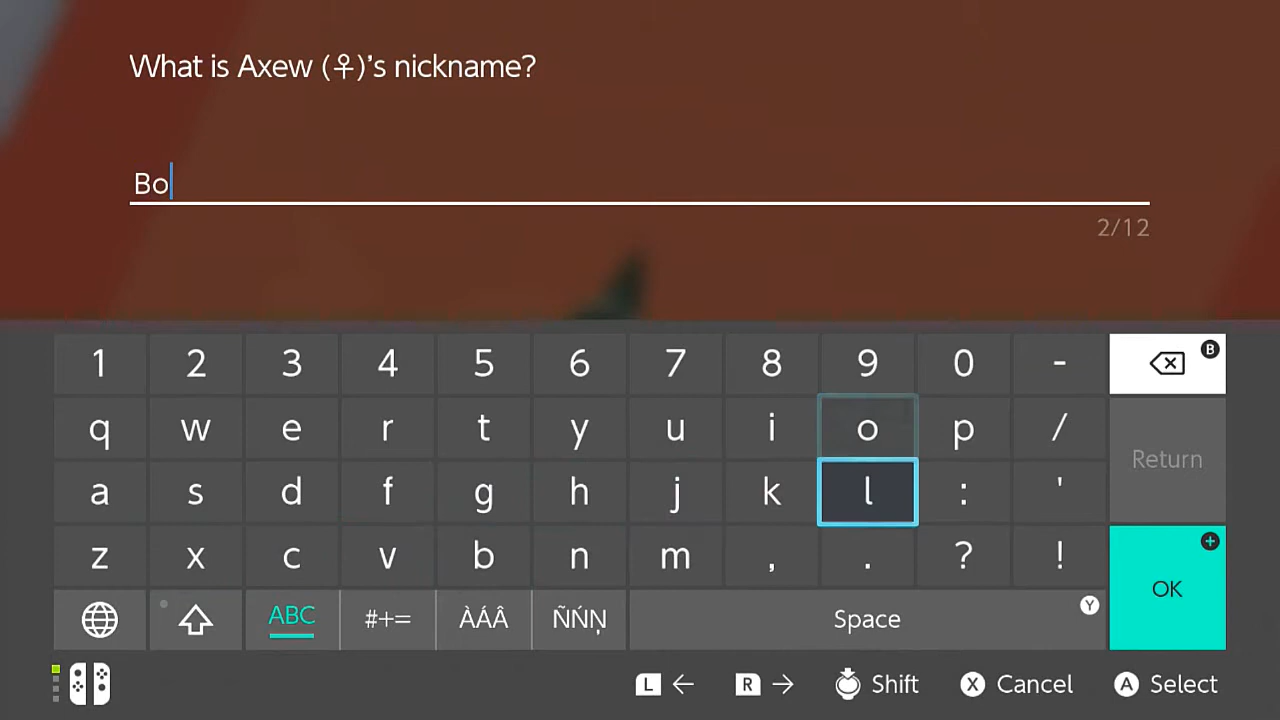 What is Axew (♀)'s nickname?
Bo
2/12
1 2 3 4 5 6 7 8 9 0 - B
q w e r t y u i o p /
Return
a s d f g h j k l : '
z x c v b n m , . ? ! +
OK
ABC #+= ÀÁÂ ÑŃŅ Space Y
L ← R → Shift X Cancel A Select